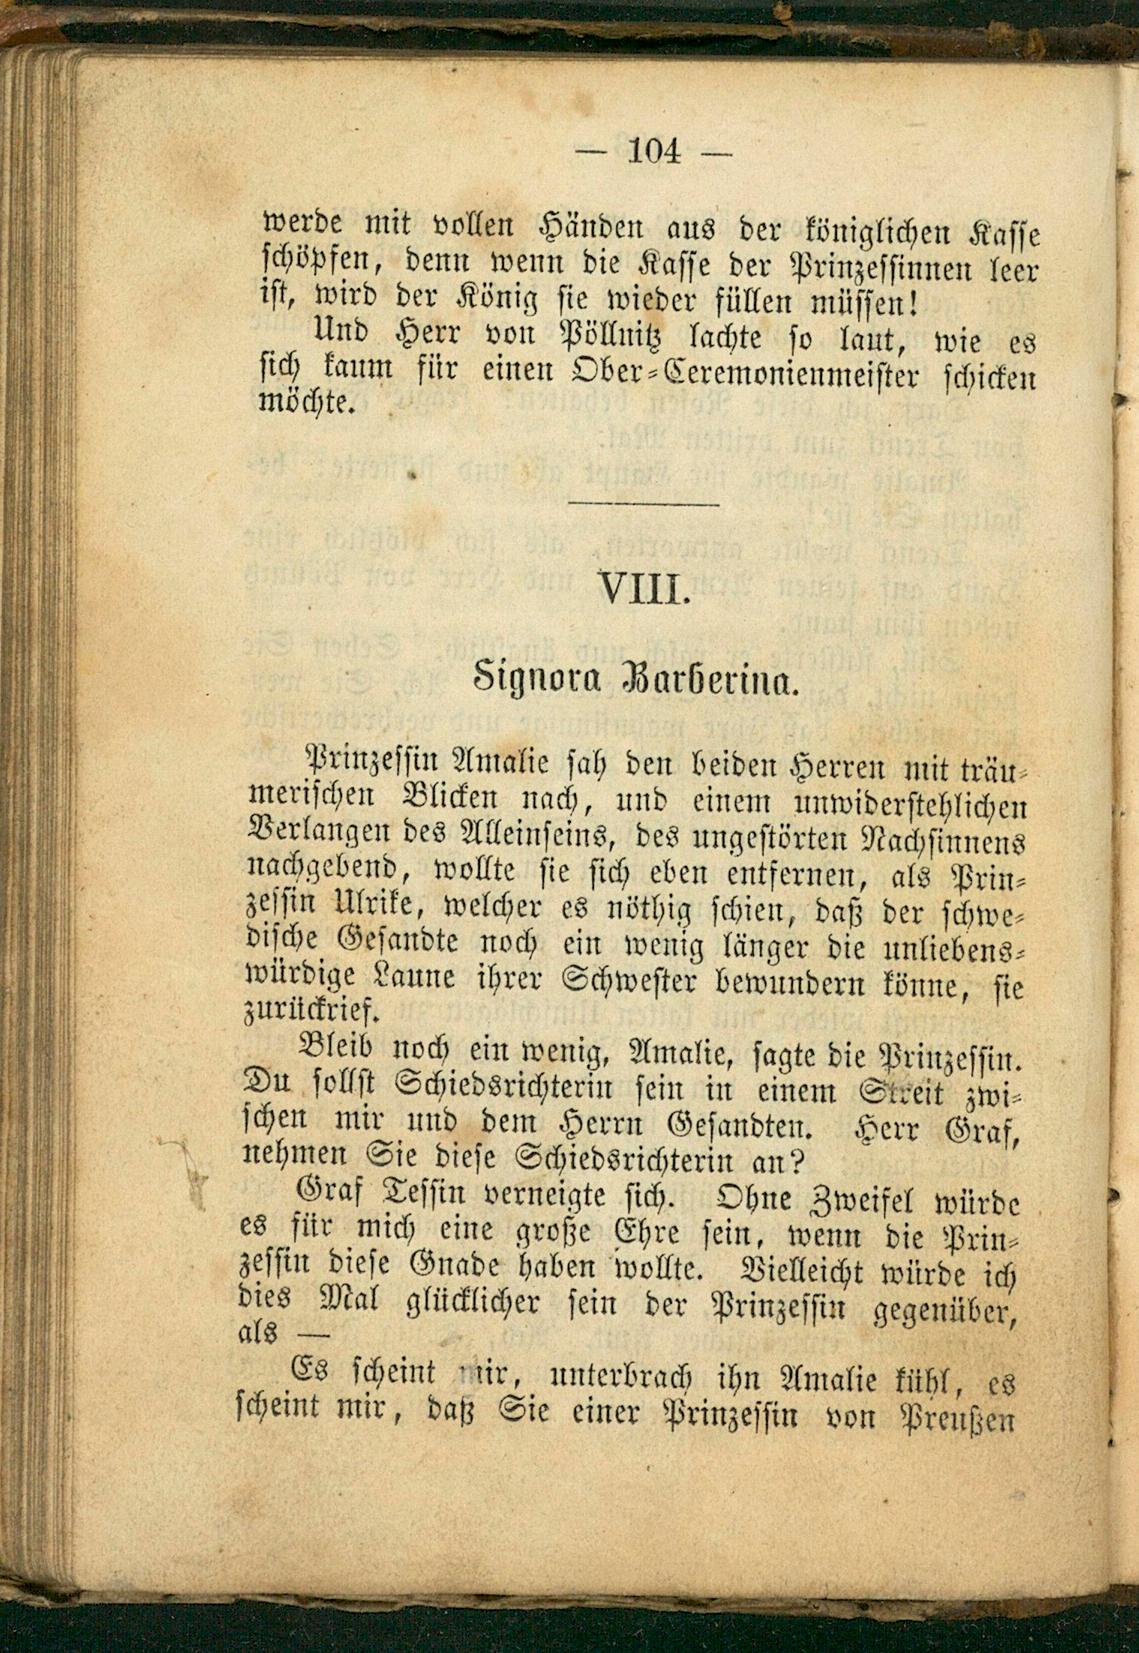 — 104 —
werde mit vollen Händen aus der königlichen Kasse
schöpfen, denn wenn die Kasse der Prinzessinnen leer
ist, wird der König sie wieder füllen müssen!
Und Herr von Pöllnitz lachte so laut, wie es
sich kaum für einen Ober-Ceremonienmeister schicken
möchte.
VIII.
Signora Barberina.
Prinzessin Amalie sah den beiden Herren mit träu-
merischen Blicken nach, und einem unwiderstehlichen
Verlangen des Alleinseins, des ungestörten Nachsinnens
nachgebend, wollte sie sich eben entfernen, als Prin-
zessin Ulrike, welcher es nöthig schien, daß der schwe-
dische Gesandte noch ein wenig länger die unliebens-
würdige Laune ihrer Schwester bewundern könne, sie
zurückrief.
Bleib noch ein wenig, Amalie, sagte die Prinzessin.
Du sollst Schiedsrichterin sein in einem Streit zwi-
schen mir und dem Herrn Gesandten. Herr Graf,
nehmen Sie diese Schiedsrichterin an?
Graf Tessin verneigte sich. Ohne Zweifel würde
es für mich eine große Ehre sein, wenn die Prin-
zessin diese Gnade haben wollte. Vielleicht würde ich
dies Mal glücklicher sein der Prinzessin gegenüber,
als —
Es scheint mir, unterbrach ihn Amalie kühl, es
scheint mir, daß Sie einer Prinzessin von Preußen